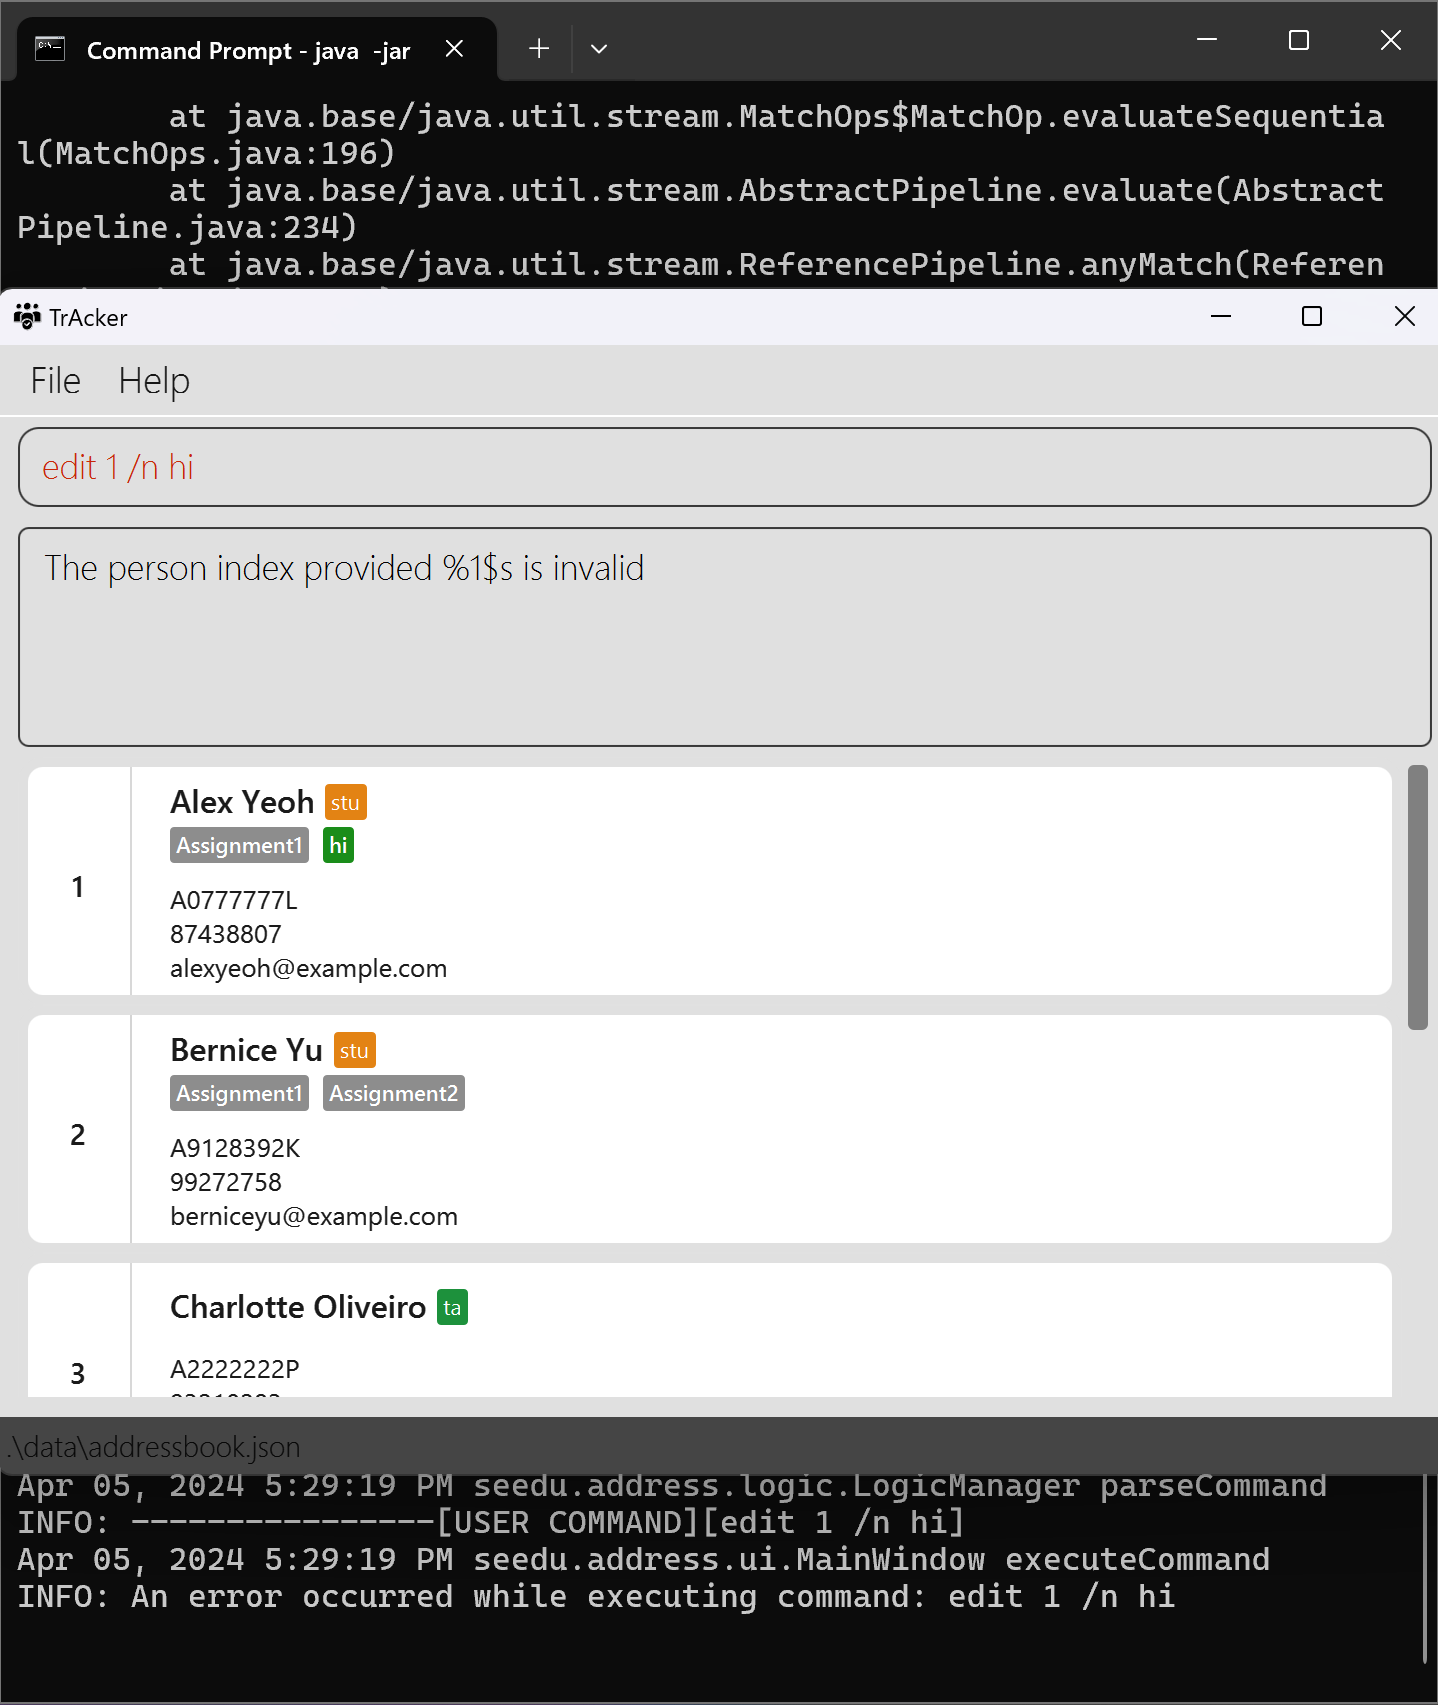 Command Prompt - java  -jar
        at java.base/java.util.stream.MatchOps$MatchOp.evaluateSequentia
l(MatchOps.java:196)
        at java.base/java.util.stream.AbstractPipeline.evaluate(Abstract
Pipeline.java:234)
        at java.base/java.util.stream.ReferencePipeline.anyMatch(Referen
TrAcker
File Help
edit 1 /n hi
The person index provided %1$s is invalid
1
Alex Yeoh stu
Assignment1 hi
A0777777L
87438807
alexyeoh@example.com
2
Bernice Yu stu
Assignment1 Assignment2
A9128392K
99272758
berniceyu@example.com
3
Charlotte Oliveiro ta
A2222222P
.\data\addressbook.json
Apr 05, 2024 5:29:19 PM seedu.address.logic.LogicManager parseCommand
INFO: ----------------[USER COMMAND][edit 1 /n hi]
Apr 05, 2024 5:29:19 PM seedu.address.ui.MainWindow executeCommand
INFO: An error occurred while executing command: edit 1 /n hi